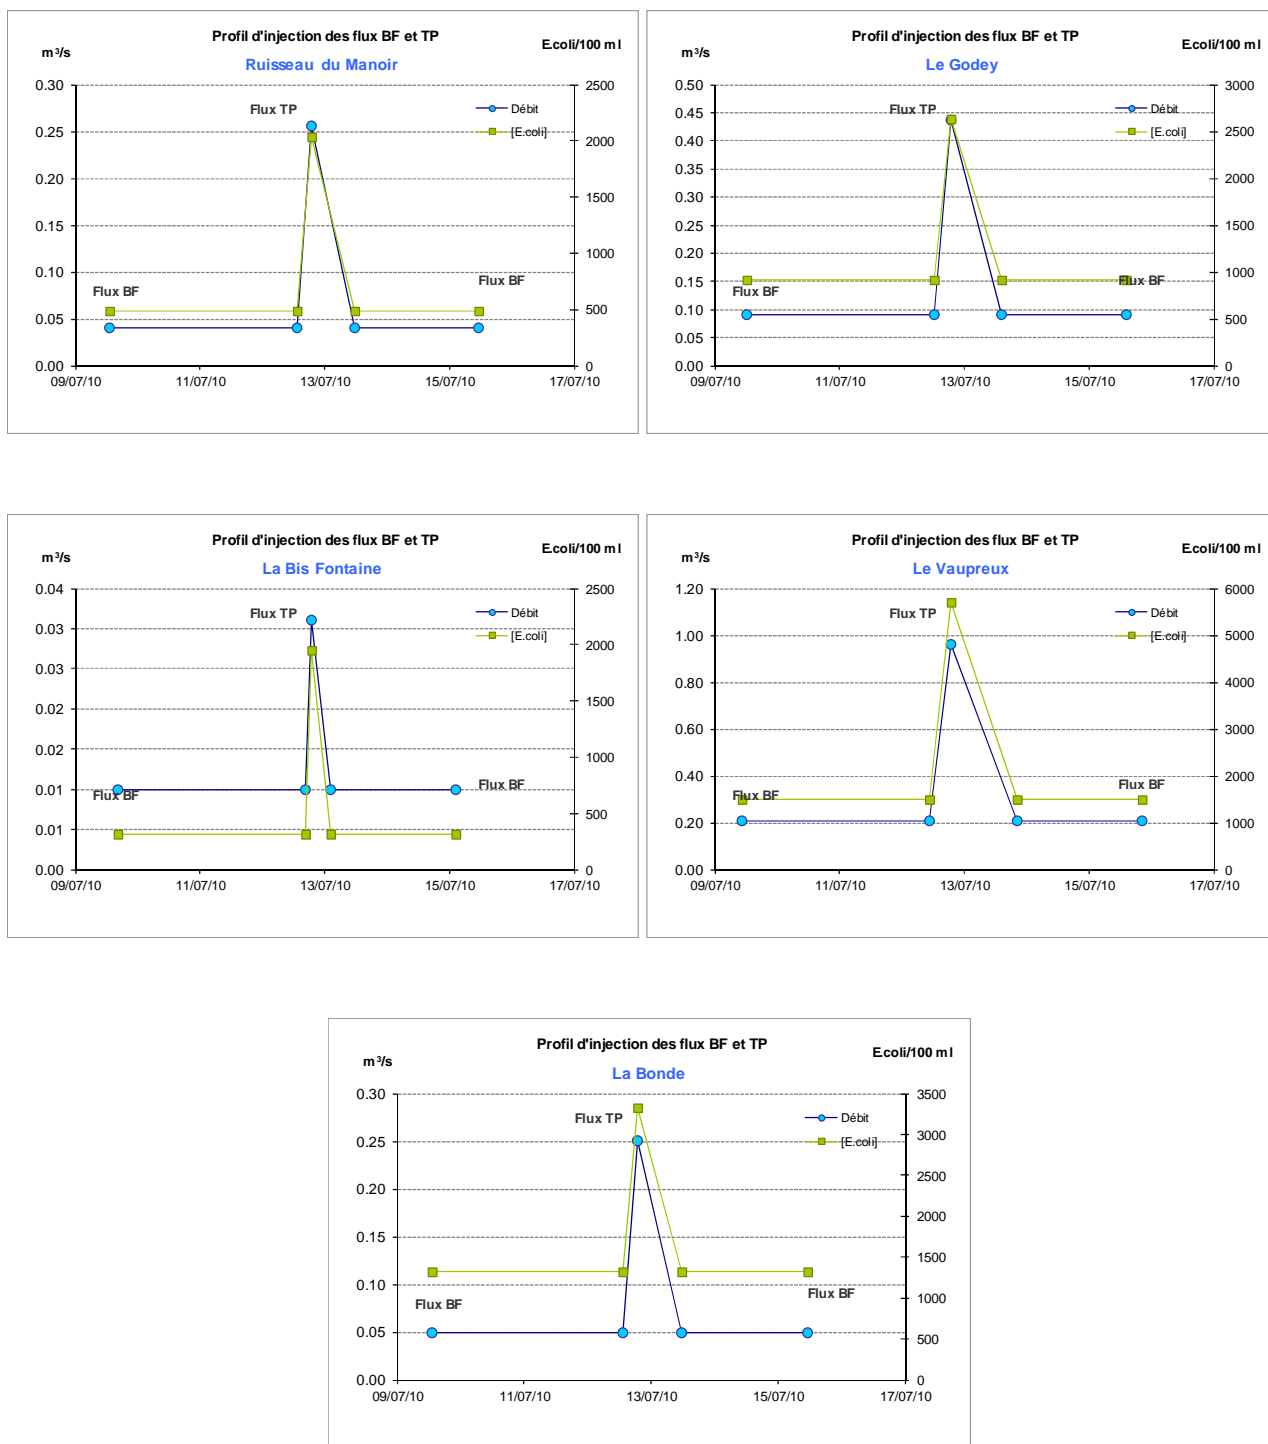 Profil d'injection des flux BF et TP
m³/s
E.coli/100 ml
Ruisseau du Manoir
0.30
0.25
0.20
0.15
0.10
0.05
0.00
2500
2000
1500
1000
500
0
Flux TP
Débit
[E.coli]
Flux BF
Flux BF
09/07/10 11/07/10 13/07/10 15/07/10 17/07/10
Profil d'injection des flux BF et TP
m³/s
E.coli/100 ml
Le Godey
0.50
0.45
0.40
0.35
0.30
0.25
0.20
0.15
0.10
0.05
0.00
3000
2500
2000
1500
1000
500
0
Flux TP
Débit
[E.coli]
Flux BF
Flux BF
09/07/10 11/07/10 13/07/10 15/07/10 17/07/10
Profil d'injection des flux BF et TP
m³/s
E.coli/100 ml
La Bis Fontaine
0.04
0.03
0.03
0.02
0.02
0.01
0.01
0.00
2500
2000
1500
1000
500
0
Flux TP
Débit
[E.coli]
Flux BF
Flux BF
09/07/10 11/07/10 13/07/10 15/07/10 17/07/10
Profil d'injection des flux BF et TP
m³/s
E.coli/100 ml
Le Vaupreux
1.20
1.00
0.80
0.60
0.40
0.20
0.00
6000
5000
4000
3000
2000
1000
0
Flux TP
Débit
[E.coli]
Flux BF
Flux BF
09/07/10 11/07/10 13/07/10 15/07/10 17/07/10
Profil d'injection des flux BF et TP
m³/s
E.coli/100 ml
La Bonde
0.30
0.25
0.20
0.15
0.10
0.05
0.00
3500
3000
2500
2000
1500
1000
500
0
Flux TP
Débit
[E.coli]
Flux BF
Flux BF
09/07/10 11/07/10 13/07/10 15/07/10 17/07/10